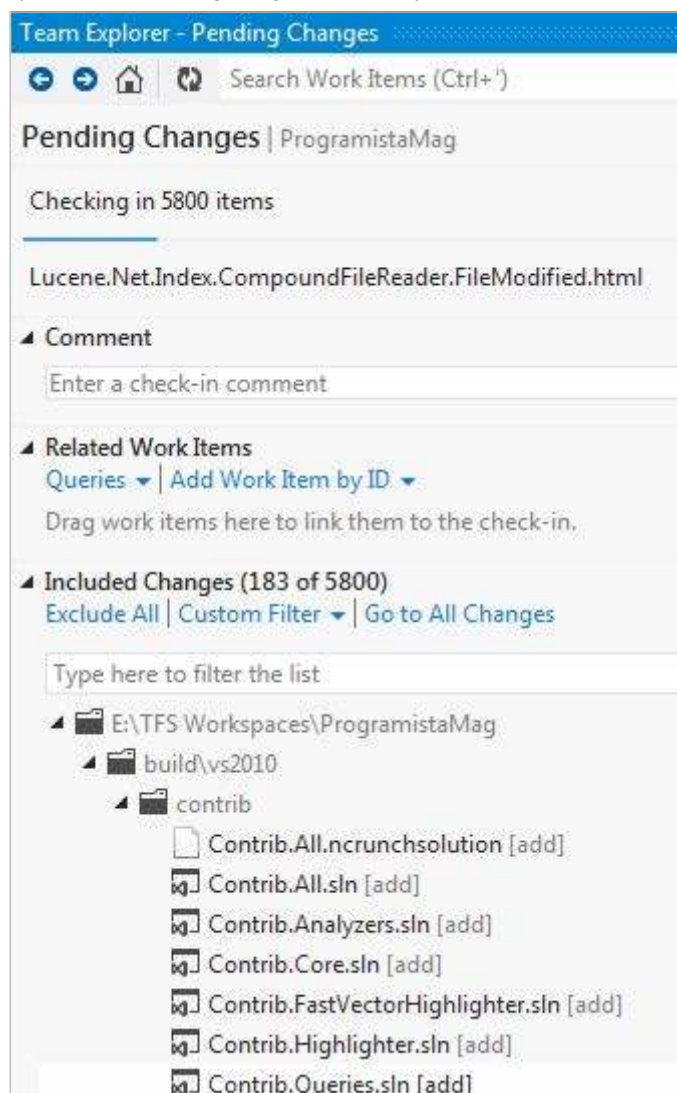 Team Explorer - Pending Changes
Search Work Items (Ctrl+')
Pending Changes | ProgramistaMag
Checking in 5800 items
Lucene.Net.Index.CompoundFileReader.FileModified.html
Comment
Enter a check-in comment
Related Work Items
Queries | Add Work Item by ID
Drag work items here to link them to the check-in.
Included Changes (183 of 5800)
Exclude All | Custom Filter | Go to All Changes
Type here to filter the list
E:\TFS Workspaces\ProgramistaMag
build\vs2010
contrib
Contrib.All.ncrunchsolution [add]
Contrib.All.sln [add]
Contrib.Analyzers.sln [add]
Contrib.Core.sln [add]
Contrib.FastVectorHighlighter.sln [add]
Contrib.Highlighter.sln [add]
Contrib.Queries.sln [add]